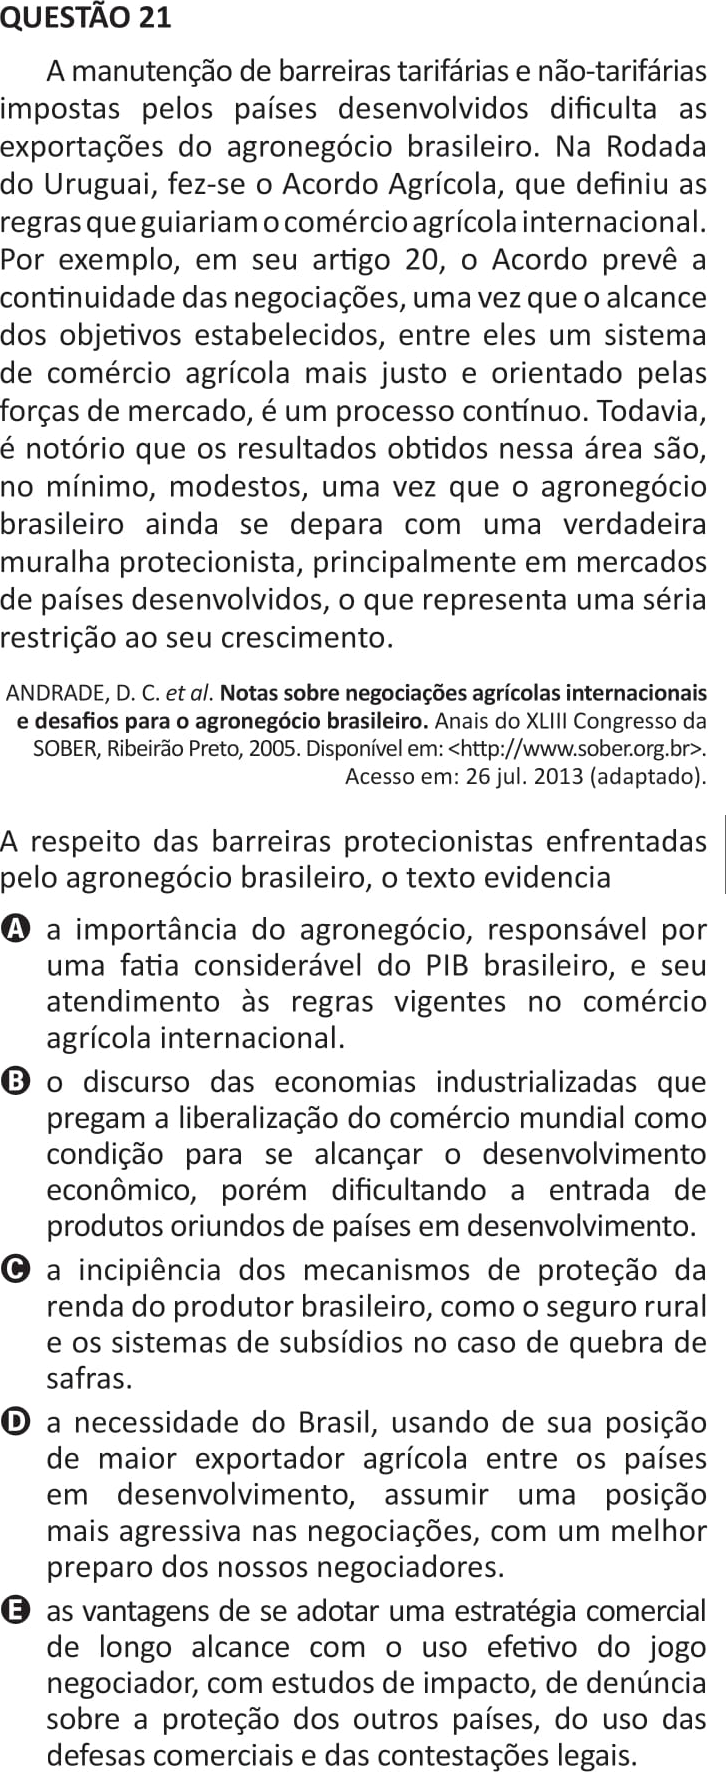 QUESTÃO 21
A manutenção de barreiras tarifárias e não-tarifárias
impostas pelos países desenvolvidos dificulta as
exportações do agronegócio brasileiro. Na Rodada
do Uruguai, fez-se o Acordo Agrícola, que definiu as
regras que guiariam o comércio agrícola internacional.
Por exemplo, em seu artigo 20, o Acordo prevê a
continuidade das negociações, uma vez que o alcance
dos objetivos estabelecidos, entre eles um sistema
de comércio agrícola mais justo e orientado pelas
forças de mercado, é um processo contínuo. Todavia,
é notório que os resultados obtidos nessa área são,
no mínimo, modestos, uma vez que o agronegócio
brasileiro ainda se depara com uma verdadeira
muralha protecionista, principalmente em mercados
de países desenvolvidos, o que representa uma séria
restrição ao seu crescimento.
ANDRADE, D. C. et al. Notas sobre negociações agrícolas internacionais
e desafios para o agronegócio brasileiro. Anais do XLIII Congresso da
SOBER, Ribeirão Preto, 2005. Disponível em: <http://www.sober.org.br>.
Acesso em: 26 jul. 2013 (adaptado).
A respeito das barreiras protecionistas enfrentadas
pelo agronegócio brasileiro, o texto evidencia
A a importância do agronegócio, responsável por
uma fatia considerável do PIB brasileiro, e seu
atendimento às regras vigentes no comércio
agrícola internacional.
B o discurso das economias industrializadas que
pregam a liberalização do comércio mundial como
condição para se alcançar o desenvolvimento
econômico, porém dificultando a entrada de
produtos oriundos de países em desenvolvimento.
C a incipiência dos mecanismos de proteção da
renda do produtor brasileiro, como o seguro rural
e os sistemas de subsídios no caso de quebra de
safras.
D a necessidade do Brasil, usando de sua posição
de maior exportador agrícola entre os países
em desenvolvimento, assumir uma posição
mais agressiva nas negociações, com um melhor
preparo dos nossos negociadores.
E as vantagens de se adotar uma estratégia comercial
de longo alcance com o uso efetivo do jogo
negociador, com estudos de impacto, de denúncia
sobre a proteção dos outros países, do uso das
defesas comerciais e das contestações legais.